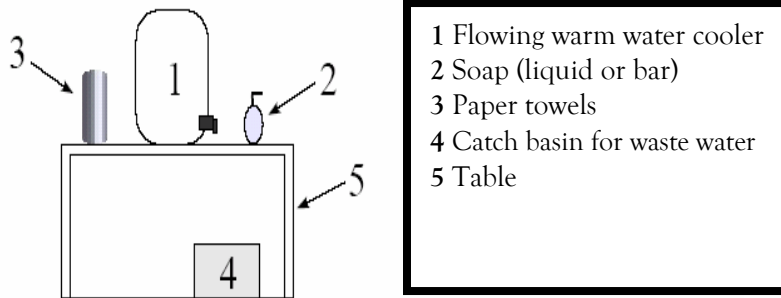 3
1
2
5
4
1 Flowing warm water cooler
2 Soap (liquid or bar)
3 Paper towels
4 Catch basin for waste water
5 Table